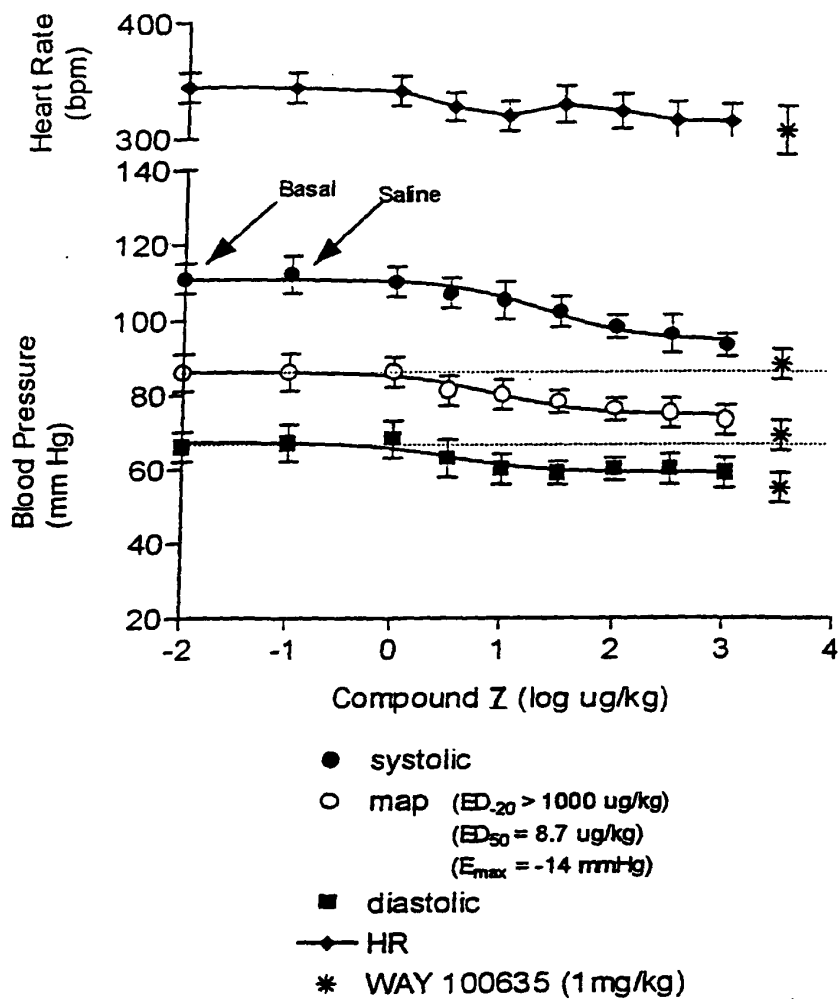 Heart Rate
(bpm)
400
300
Blood Pressure
(mm Hg)
140
120
100
80
60
40
20
Basal
Saline
-2 -1 0 1 2 3 4
Compound Z (log ug/kg)
systolic
map (ED-20 > 1000 ug/kg)
(ED50 = 8.7 ug/kg)
(Emax = -14 mmHg)
diastolic
HR
WAY 100635 (1mg/kg)